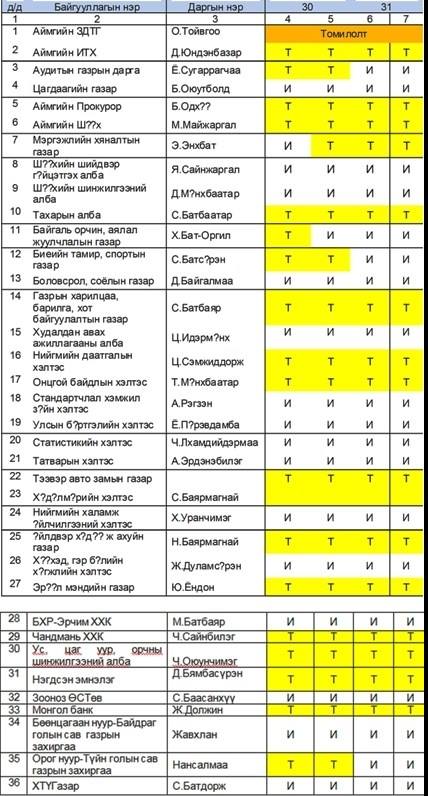 д/д Байгууллагын нэр Даргын нэр 30 31
1 2 3 4 5 6 7
1 Аймгийн ЗДТГ О.Тойвгоо Томилолт
2 Аймгийн ИТХ Д.Юндэнбазар Т Т Т Т
3 Аудитын газрын дарга Ё.Сугаррагчаа Т Т И И
4 Цагдаагийн газар Б.Оюутболд И И И И
5 Аймгийн Прокурор Б.Одх?? Т Т Т Т
6 Аймгийн Ш??х М.Майжаргал Т Т Т Т
7 Мэргэжлийн хяналтын
газар Э.Энхбат И Т Т Т
8 Ш??хийн шийдвэр
г?йцэтгэх алба Я.Сайнжаргал И И И И
9 Ш??хийн шинжилгээний
алба Д.М?нхбаатар И И И И
10 Тахарын алба С.Батбаатар Т Т Т Т
11 Байгаль орчин, аялал
жуулчлалын газар Х.Бат-Оргил Т И И И
12 Биеийн тамир, спортын
газар С.Батс?рэн Т Т И И
13 Боловсрол, соёлын газар Д.Байгалмаа И И И И
14 Газрын харилцаа,
барилга, хот
байгуулалтын газар С.Батбаяр Т Т Т Т
15 Худалдан авах
ажиллагааны алба Ц.Идэрм?нх И И И И
16 Нийгмийн даатгалын
хэлтэс Ц.Сэмжиддорж Т Т Т Т
17 Онцгой байдлын хэлтэс Т.М?нхбаатар Т Т Т Т
18 Стандартчлал хэмжил
з?йн хэлтэс А.Рэгзэн И И И И
19 Улсын б?ртгэлийн хэлтэс Ё.П?рэвдамба И И И И
20 Статистикийн хэлтэс Ч.Лхамдийдэрмаа И И И И
21 Татварын хэлтэс А.Эрдэнэбилэг И И И И
22 Тээвэр авто замын газар Т Т Т Т
23 Х?д?лм?рийн хэлтэс С.Баярмагнай
24 Нийгмийн халамж
?йлчилгээний хэлтэс Х.Уранчимэг И И И И
25 ?йлдвэр х?д?? ж ахуйн
газар Н.Баярмагнай Т Т Т Т
26 Х??хэд, гэр б?лийн
х?гжлийн хэлтэс Ж.Дуламс?рэн И И И И
27 Эр??л мэндийн газар Ю.Ёндон Т Т Т Т
28 БХР-Эрчим ХХК М.Батбаяр И И И И
29 Чандмань ХХК Ч.Сайнбилэг Т Т Т Т
30 Ус, цаг уур, орчны
шинжилгээний алба Ч.Оюунчимэг Т Т Т Т
31 Нэгдсэн эмнэлэг Д.Бямбасүрэн Т Т Т Т
32 Зооноз ӨСТөв С.Баасанхүү И И И И
33 Монгол банк Ж.Должин Т Т Т Т
34 Бөөнцагаан нуур-Байдраг
голын сав газрын
захиргаа Жавхлан И И И И
35 Орог нуур-Түйн голын сав
газрын захиргаа Нансалмаа Т Т И И
36 ХТҮГазар С.Батдорж И И И И